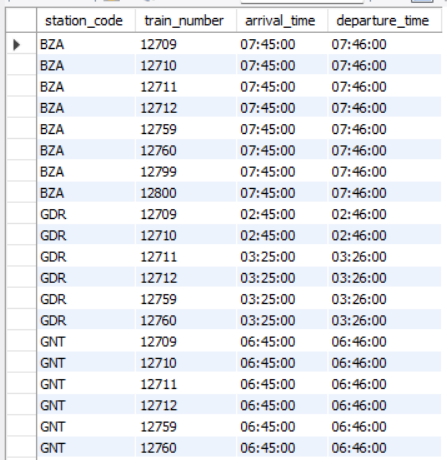 station_code train_number arrival_time departure_time
BZA 12709 07:45:00 07:46:00
BZA 12710 07:45:00 07:46:00
BZA 12711 07:45:00 07:46:00
BZA 12712 07:45:00 07:46:00
BZA 12759 07:45:00 07:46:00
BZA 12760 07:45:00 07:46:00
BZA 12799 07:45:00 07:46:00
BZA 12800 07:45:00 07:46:00
GDR 12709 02:45:00 02:46:00
GDR 12710 02:45:00 02:46:00
GDR 12711 03:25:00 03:26:00
GDR 12712 03:25:00 03:26:00
GDR 12759 03:25:00 03:26:00
GDR 12760 03:25:00 03:26:00
GNT 12709 06:45:00 06:46:00
GNT 12710 06:45:00 06:46:00
GNT 12711 06:45:00 06:46:00
GNT 12712 06:45:00 06:46:00
GNT 12759 06:45:00 06:46:00
GNT 12760 06:45:00 06:46:00